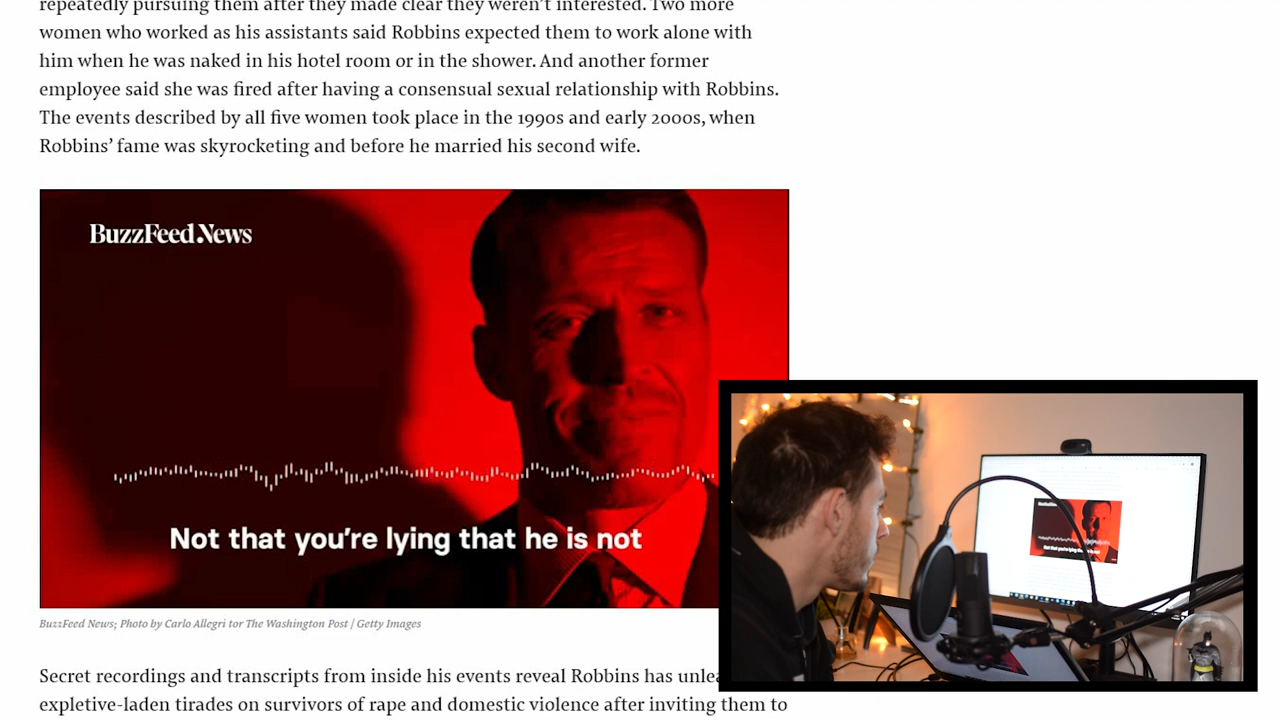 repeatedly pursuing them after they made clear they weren't interested. Two more
women who worked as his assistants said Robbins expected them to work alone with
him when he was naked in his hotel room or in the shower. And another former
employee said she was fired after having a consensual sexual relationship with Robbins.
The events described by all five women took place in the 1990s and early 2000s, when
Robbins' fame was skyrocketing and before he married his second wife.
BuzzFeed News
Not that you're lying that he is not
BuzzFeed News; Photo by Carlo Allegri tor The Washington Post / Getty Images
Secret recordings and transcripts from inside his events reveal Robbins has
expletive-laden tirades on survivors of rape and domestic violence after inviting them to